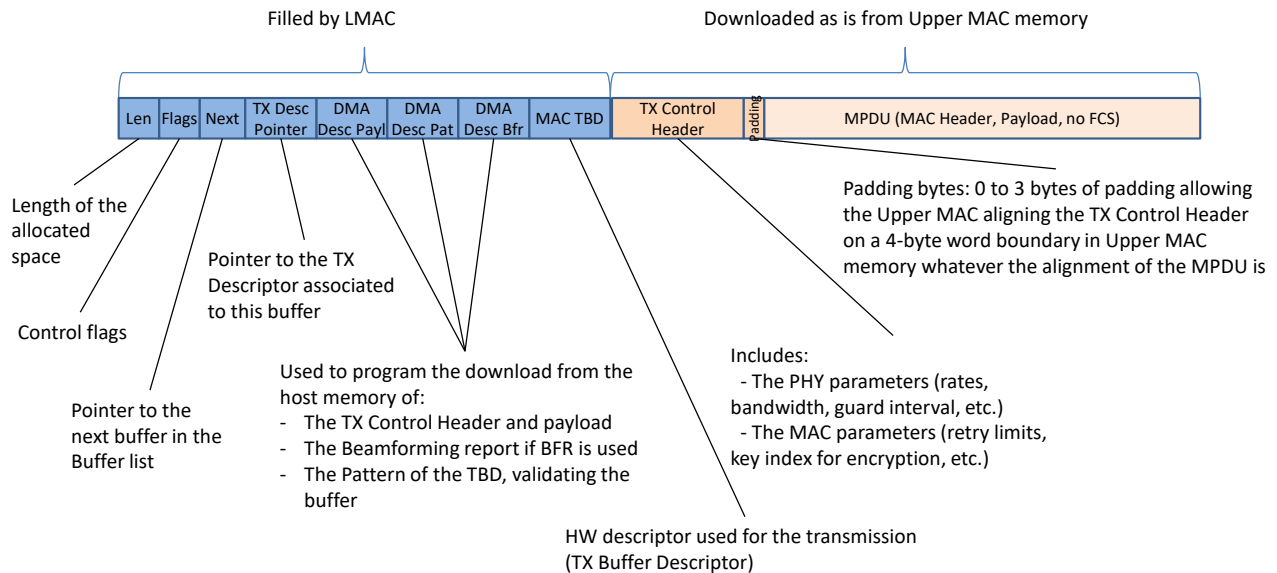 Filled by LMAC
Downloaded as is from Upper MAC memory
Len
Flags
Next
TX Desc
Pointer
DMA
Desc Payl
DMA
Desc Pat
DMA
Desc Bfr
MAC TBD
TX Control
Header
Padding
MPDU (MAC Header, Payload, no FCS)
Length of the
allocated
space
Control flags
Pointer to the
next buffer in the
Buffer list
Pointer to the TX
Descriptor associated
to this buffer
Used to program the download from the
host memory of:
- The TX Control Header and payload
- The Beamforming report if BFR is used
- The Pattern of the TBD, validating the
buffer
HW descriptor used for the transmission
(TX Buffer Descriptor)
Includes:
- The PHY parameters (rates,
bandwidth, guard interval, etc.)
- The MAC parameters (retry limits,
key index for encryption, etc.)
Padding bytes: 0 to 3 bytes of padding allowing
the Upper MAC aligning the TX Control Header
on a 4-byte word boundary in Upper MAC
memory whatever the alignment of the MPDU is